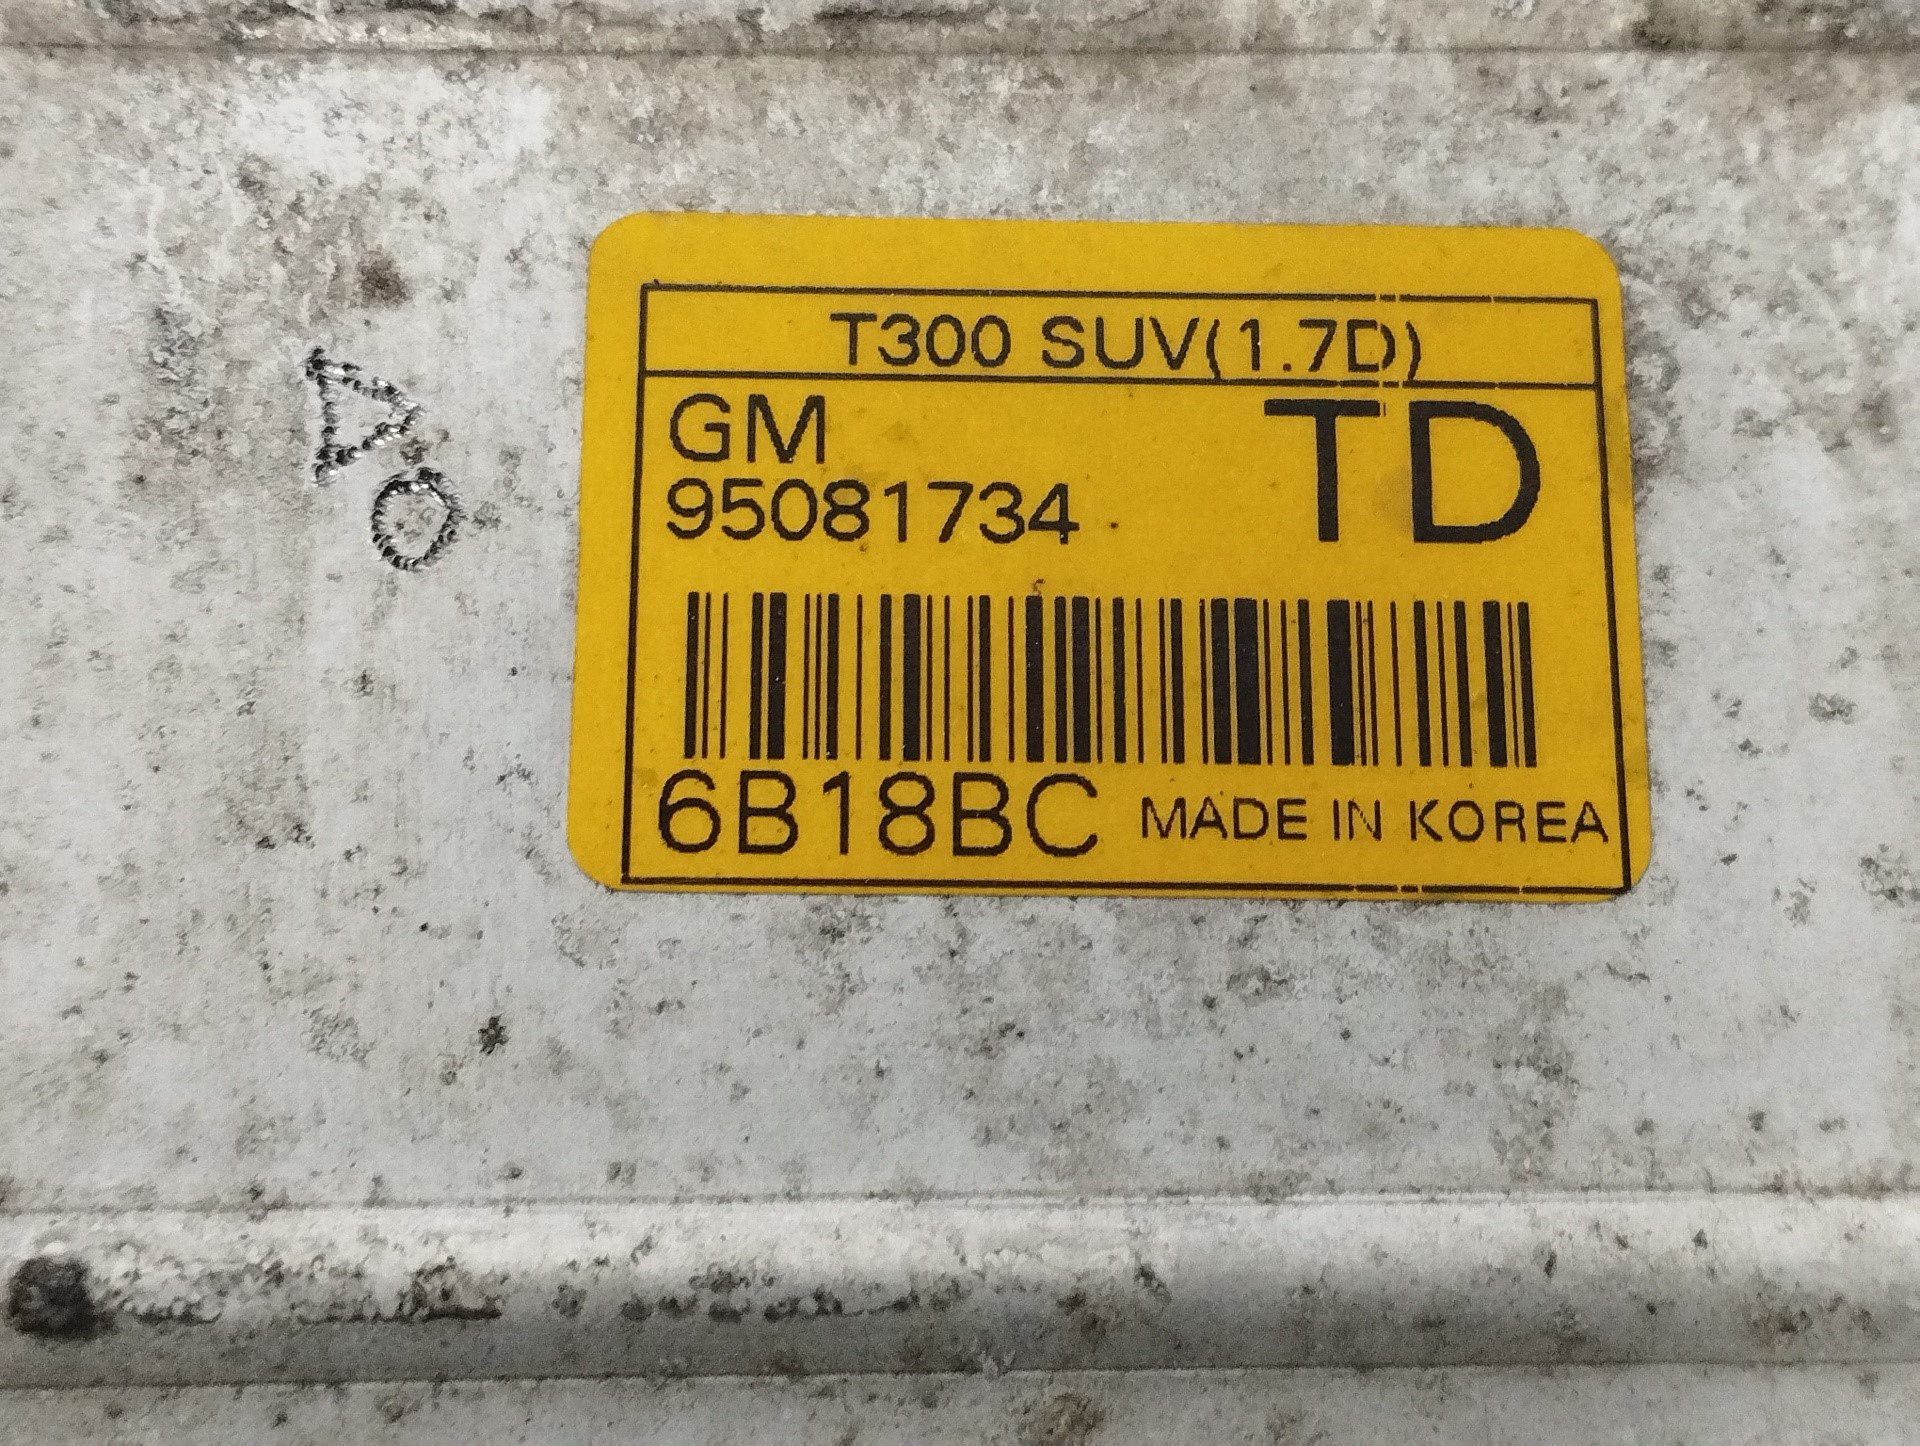 T300 SUV(1.7D)
GM
TD
95081734
6B18BC MADE IN KOREA